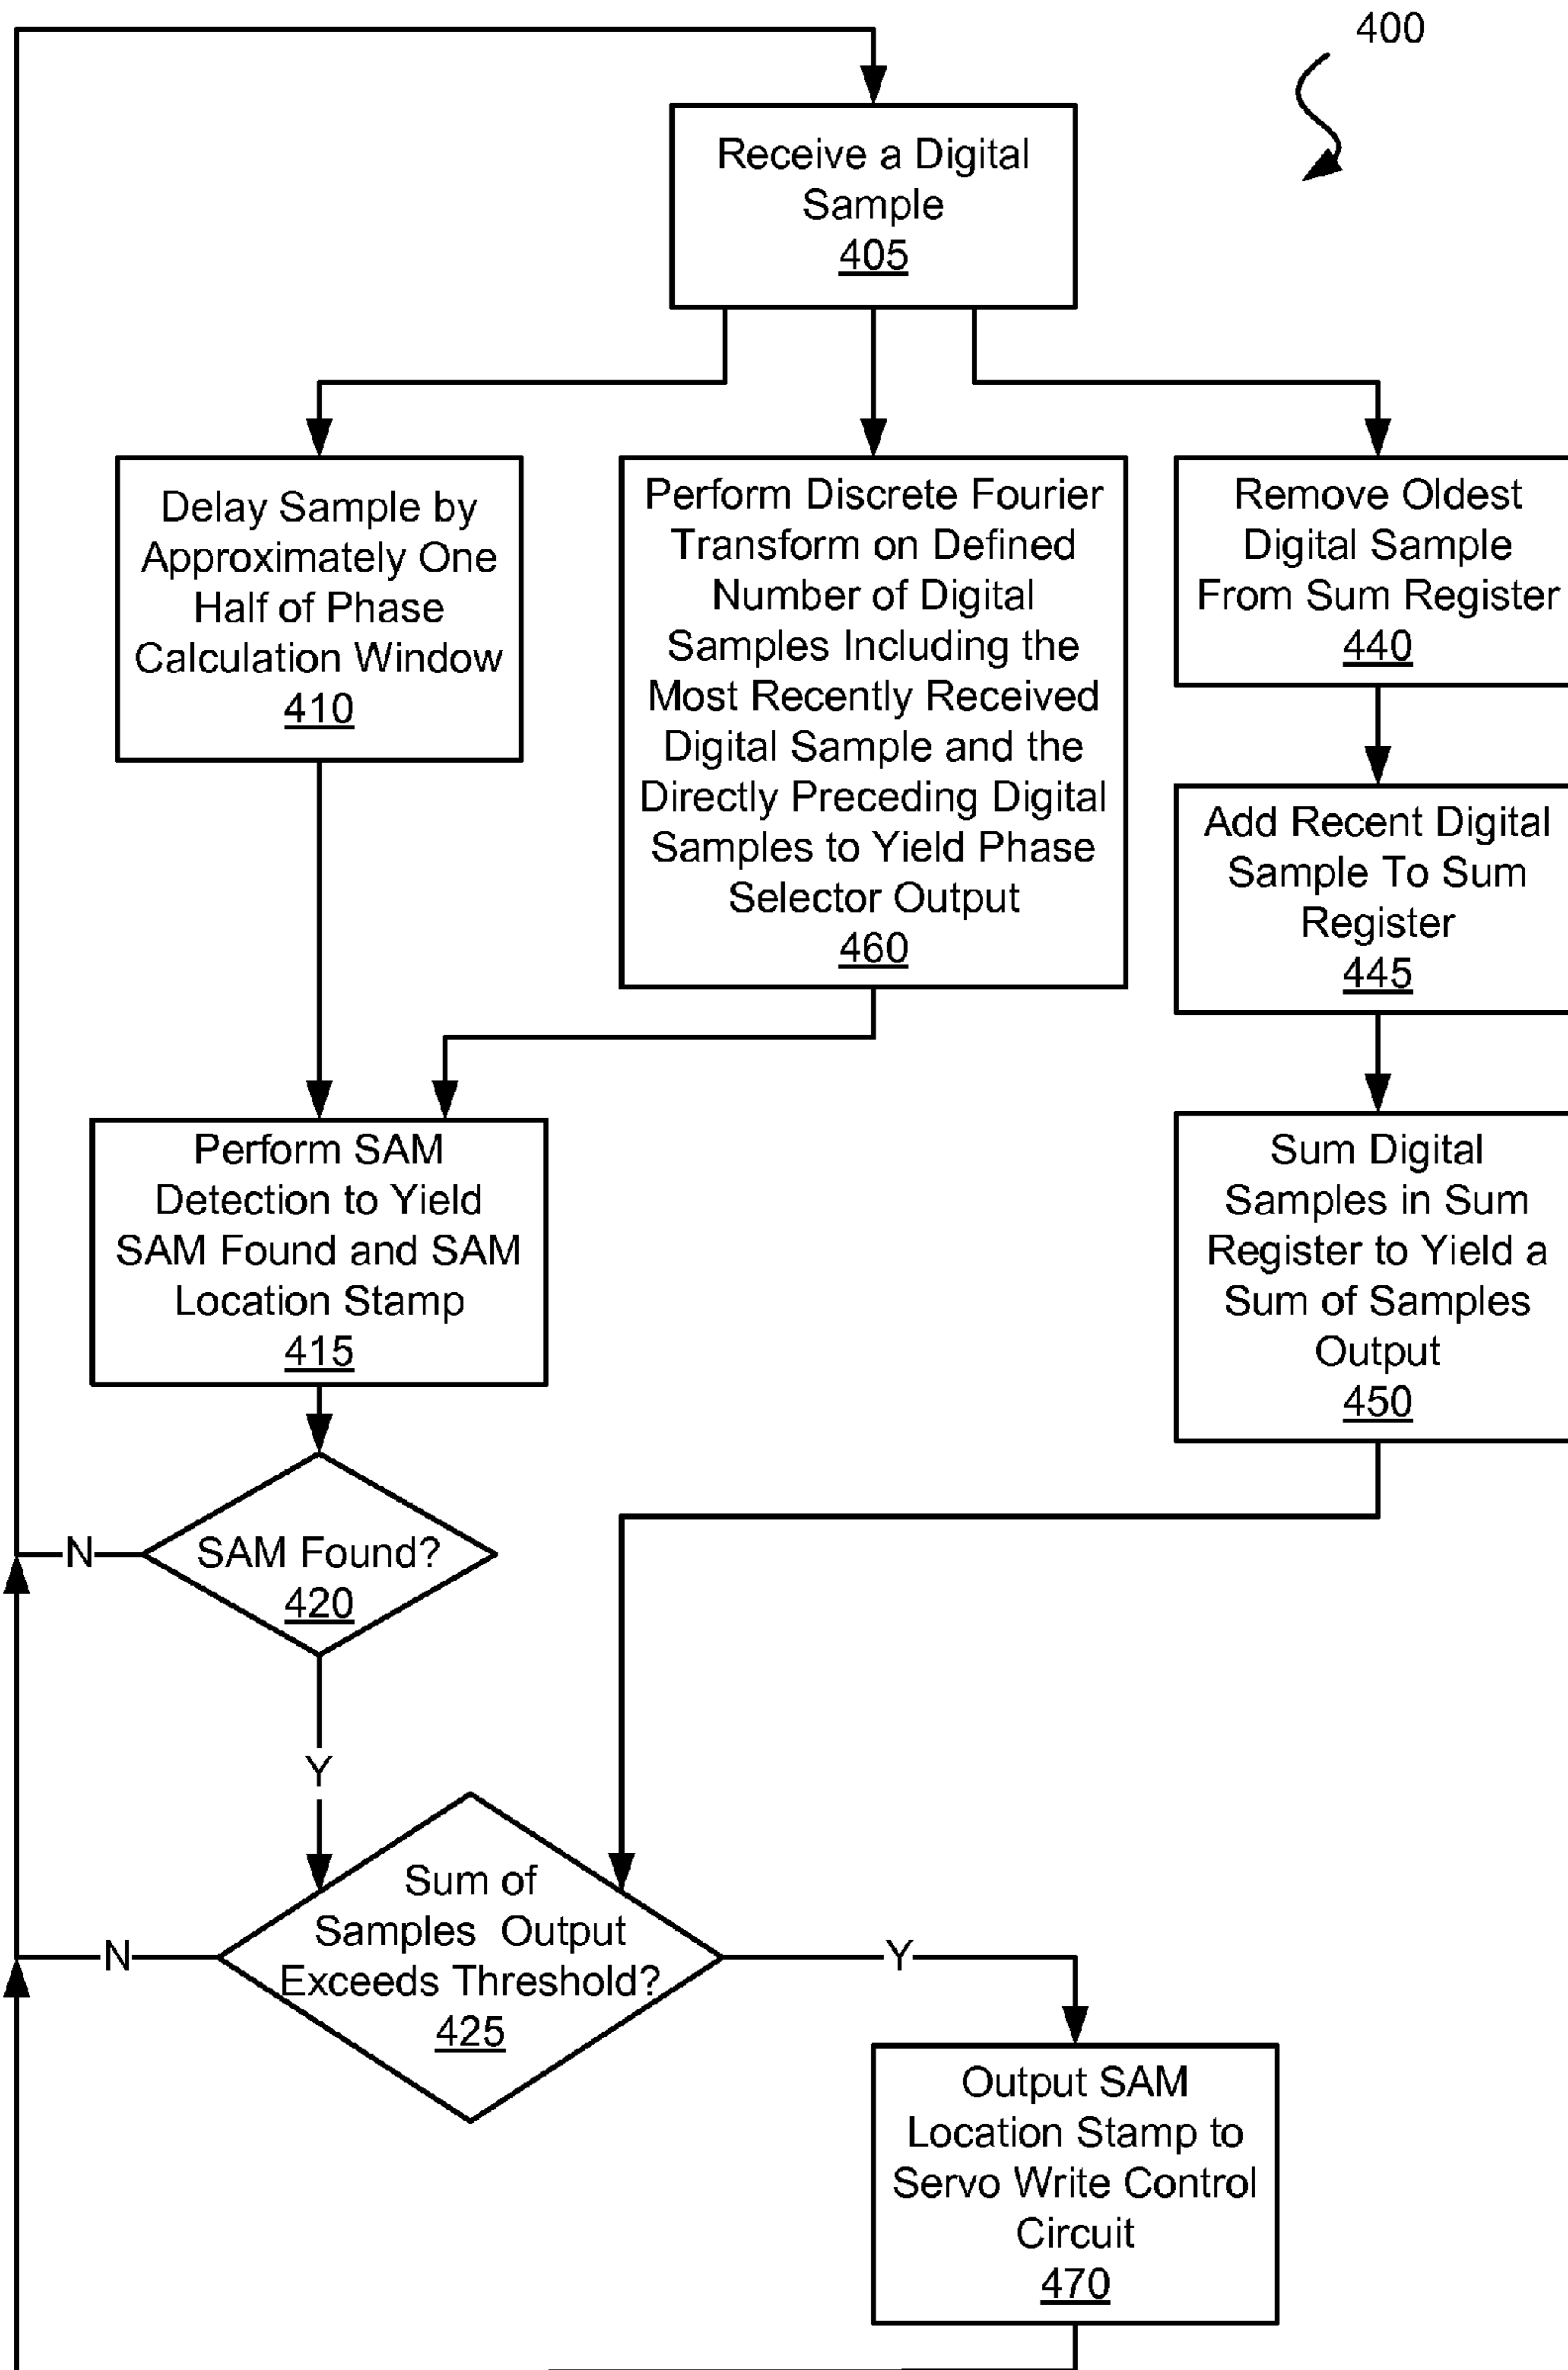 400
Receive a Digital
Sample
405
Delay Sample by
Approximately One
Half of Phase
Calculation Window
410
Perform Discrete Fourier
Transform on Defined
Number of Digital
Samples Including the
Most Recently Received
Digital Sample and the
Directly Preceding Digital
Samples to Yield Phase
Selector Output
460
Remove Oldest
Digital Sample
From Sum Register
440
Add Recent Digital
Sample To Sum
Register
445
Perform SAM
Detection to Yield
SAM Found and SAM
Location Stamp
415
Sum Digital
Samples in Sum
Register to Yield a
Sum of Samples
Output
450
N
SAM Found?
420
Y
Sum of
Samples Output
Exceeds Threshold?
425
N
Y
Output SAM
Location Stamp to
Servo Write Control
Circuit
470